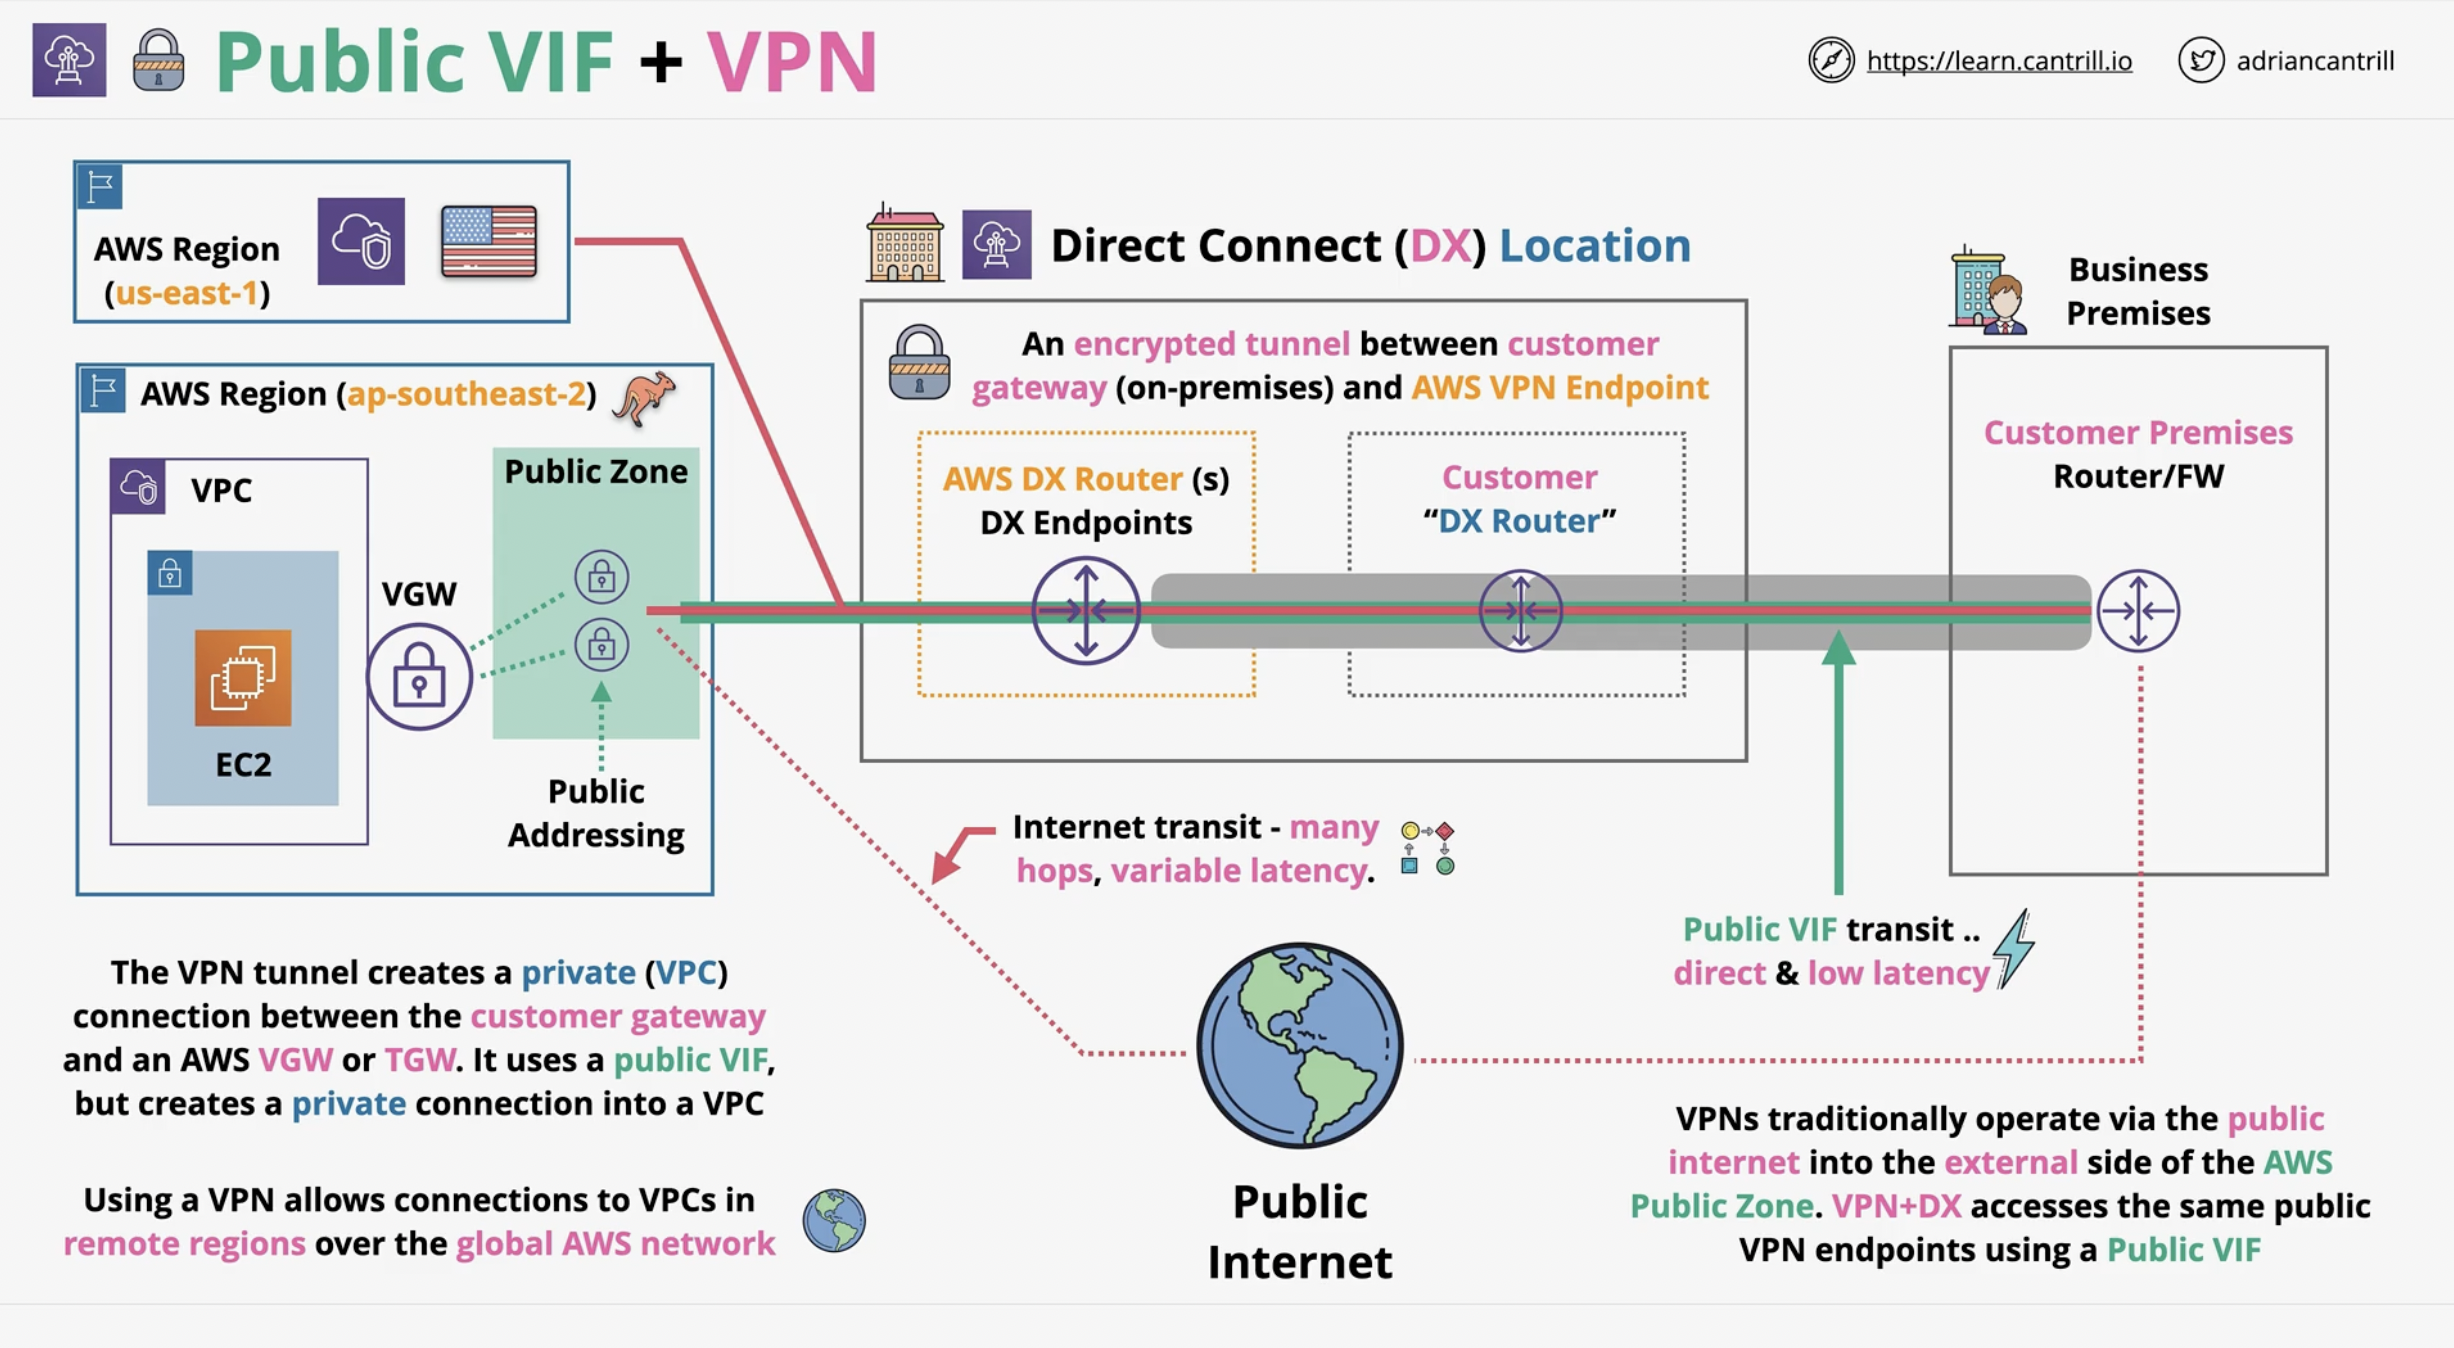 Public VIF + VPN
https://learn.cantrill.io
adriancantrill
AWS Region
(us-east-1)
AWS Region (ap-southeast-2)
VPC
EC2
VGW
Public Zone
Public
Addressing
Direct Connect (DX) Location
An encrypted tunnel between customer
gateway (on-premises) and AWS VPN Endpoint
AWS DX Router (s)
DX Endpoints
Customer
“DX Router”
Business
Premises
Customer Premises
Router/FW
Internet transit - many
hops, variable latency.
Public VIF transit ..
direct & low latency
The VPN tunnel creates a private (VPC)
connection between the customer gateway
and an AWS VGW or TGW. It uses a public VIF,
but creates a private connection into a VPC
Using a VPN allows connections to VPCs in
remote regions over the global AWS network
Public
Internet
VPNs traditionally operate via the public
internet into the external side of the AWS
Public Zone. VPN+DX accesses the same public
VPN endpoints using a Public VIF